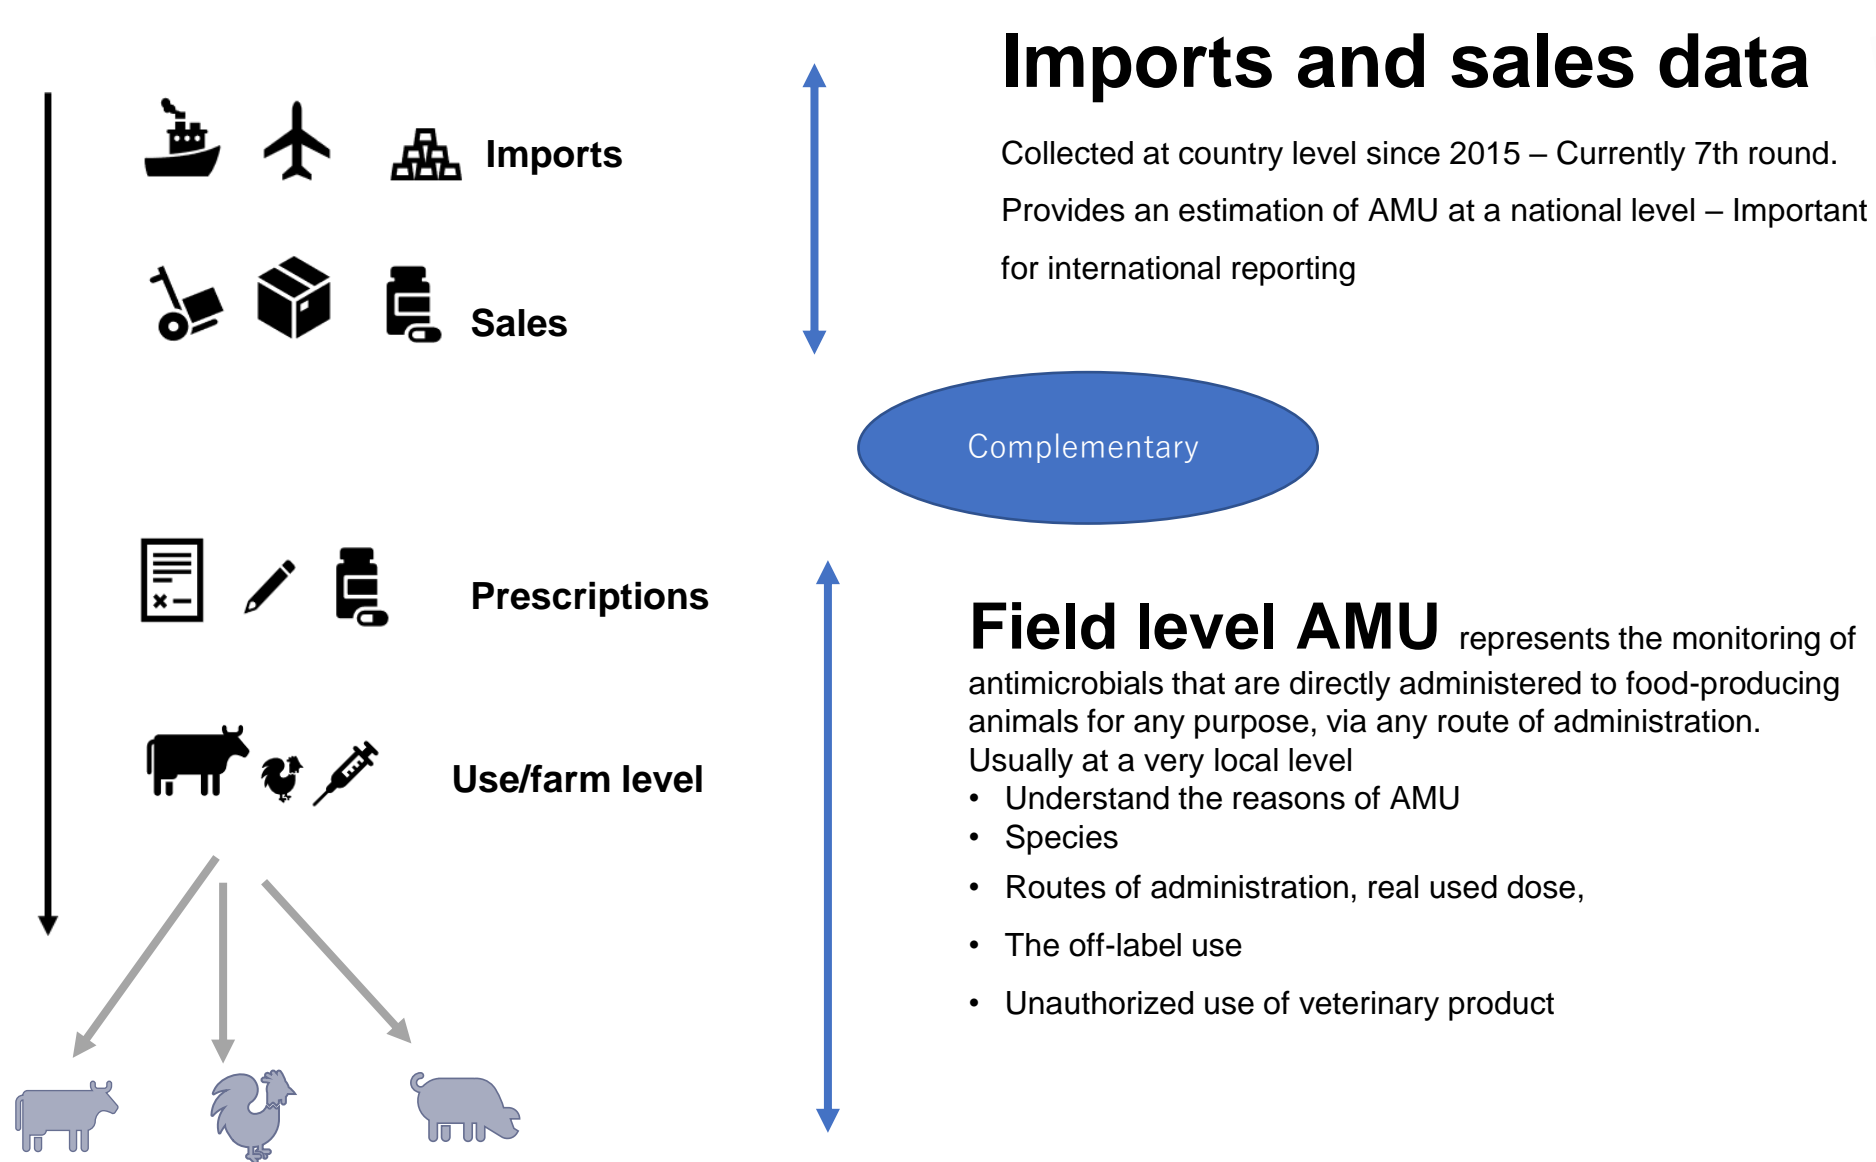 Imports and sales data
Imports
Collected at country level since 2015 – Currently 7th round.
Provides an estimation of AMU at a national level – Important
for international reporting
Sales
Complementary
Prescriptions
Field level AMU represents the monitoring of
antimicrobials that are directly administered to food-producing
animals for any purpose, via any route of administration.
Usually at a very local level
Use/farm level
• Understand the reasons of AMU
• Species
• Routes of administration, real used dose,
• The off-label use
• Unauthorized use of veterinary product